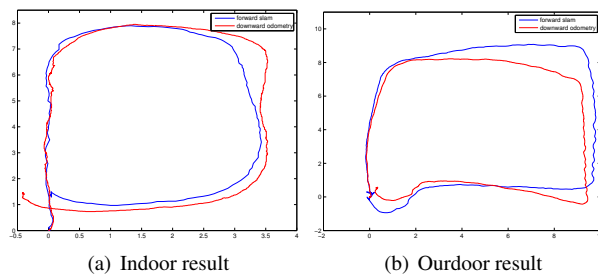 forward slam
downward odometry
8
7
6
5
4
3
2
1
0
-0.5 0 0.5 1 1.5 2 2.5 3 3.5 4
(a) Indoor result
forward slam
downward odometry
10
8
6
4
2
0
−2
−2 0 2 4 6 8
(b) Ourdoor result